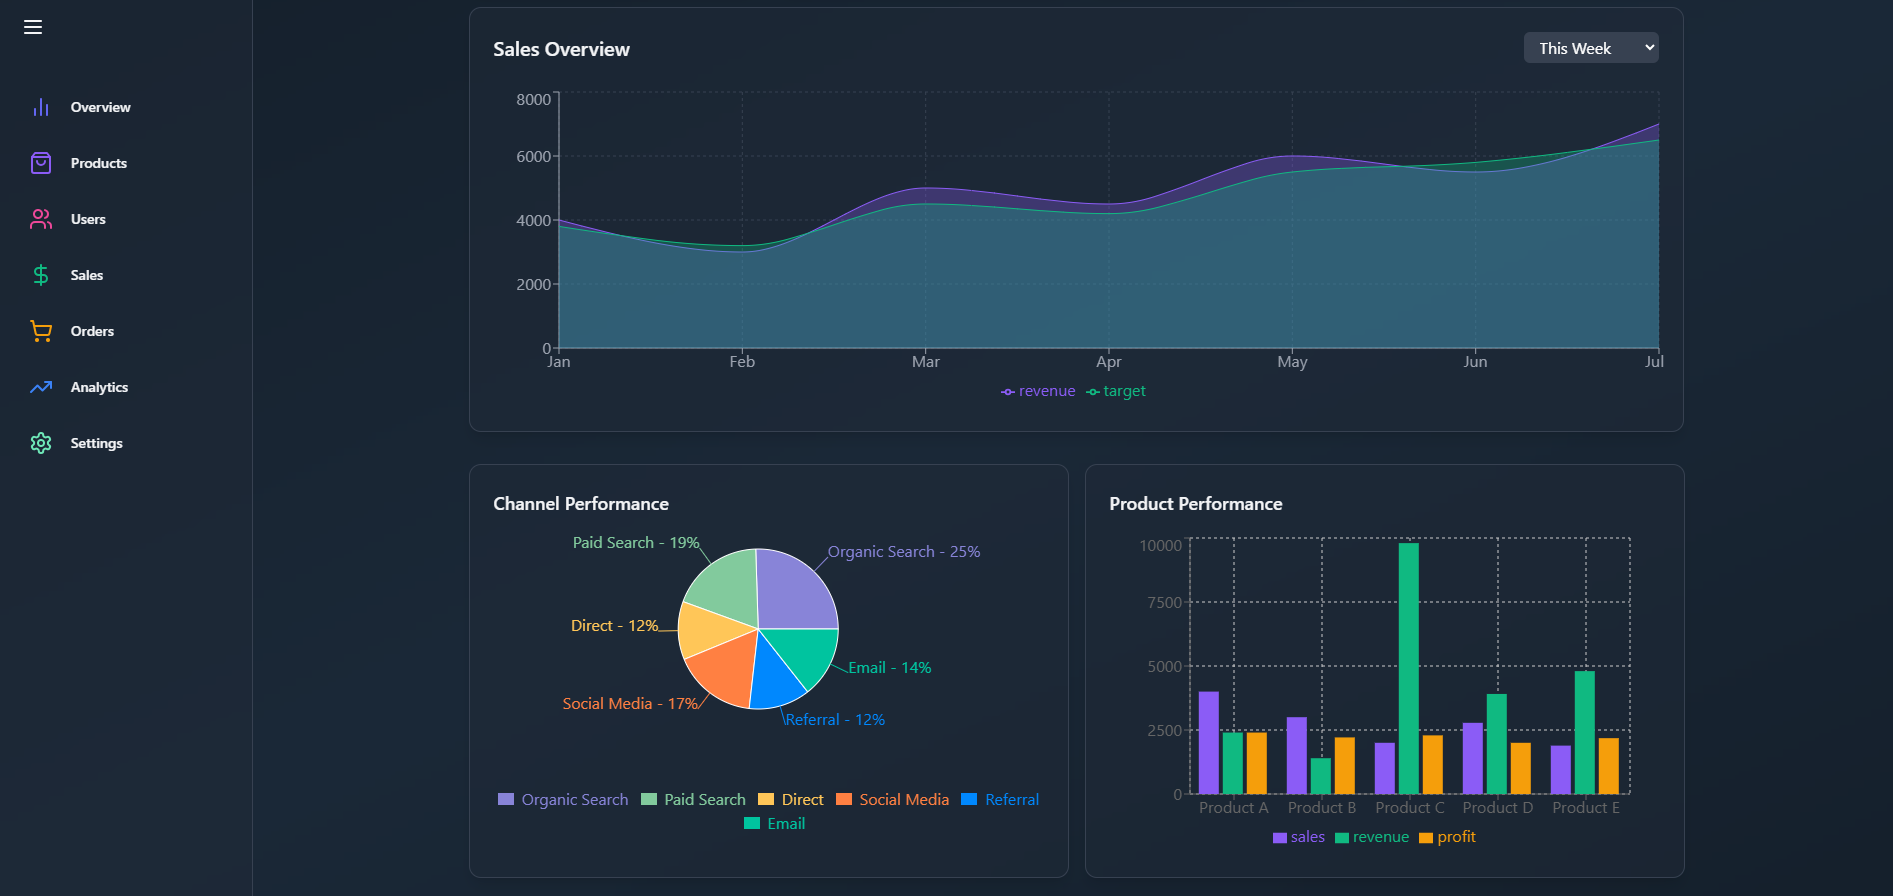 Overview
Products
Users
Sales
Orders
Analytics
Settings
Sales Overview
This Week
8000
6000
4000
2000
0
Jan Feb Mar Apr May Jun Jul
revenue target
Channel Performance
Paid Search - 19%
Organic Search - 25%
Direct - 12%
Email - 14%
Social Media - 17%
Referral - 12%
Organic Search Paid Search Direct Social Media Referral
Email
Product Performance
10000
7500
5000
2500
0
Product A Product B Product C Product D Product E
sales revenue profit